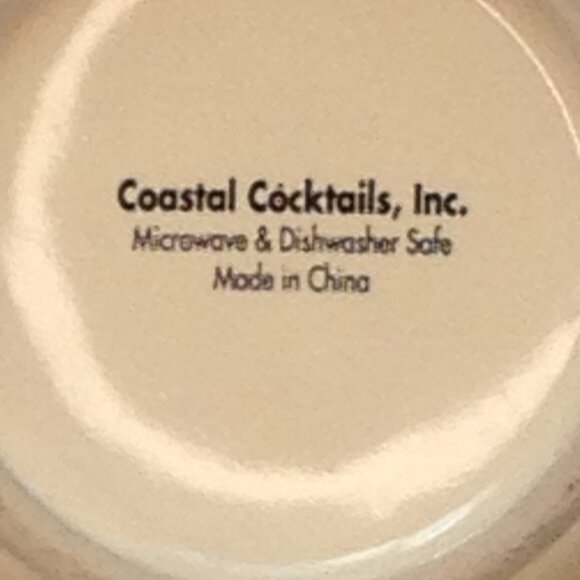 Coastal Cocktails, Inc.
Microwave & Dishwasher Safe
Made in China